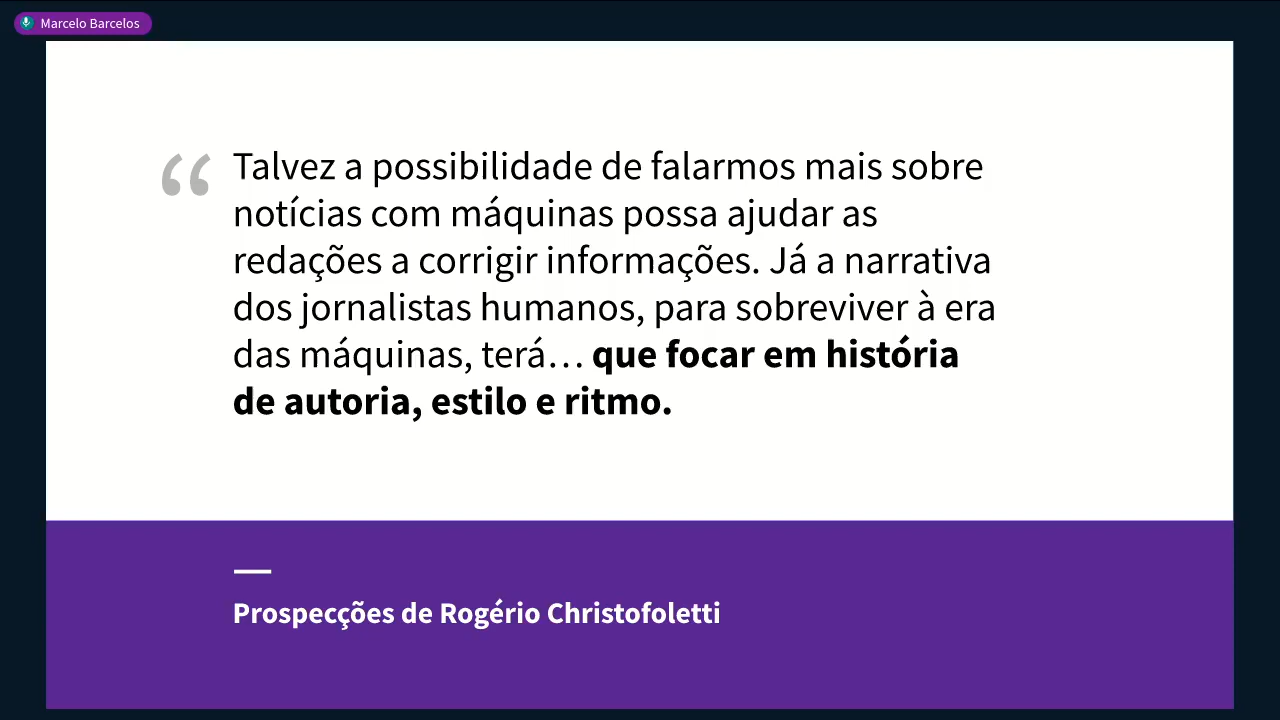 Marcelo Barcelos
“ Talvez a possibilidade de falarmos mais sobre
notícias com máquinas possa ajudar as
redações a corrigir informações. Já a narrativa
dos jornalistas humanos, para sobreviver à era
das máquinas, terá… que focar em história
de autoria, estilo e ritmo.
Prospecções de Rogério Christofoletti